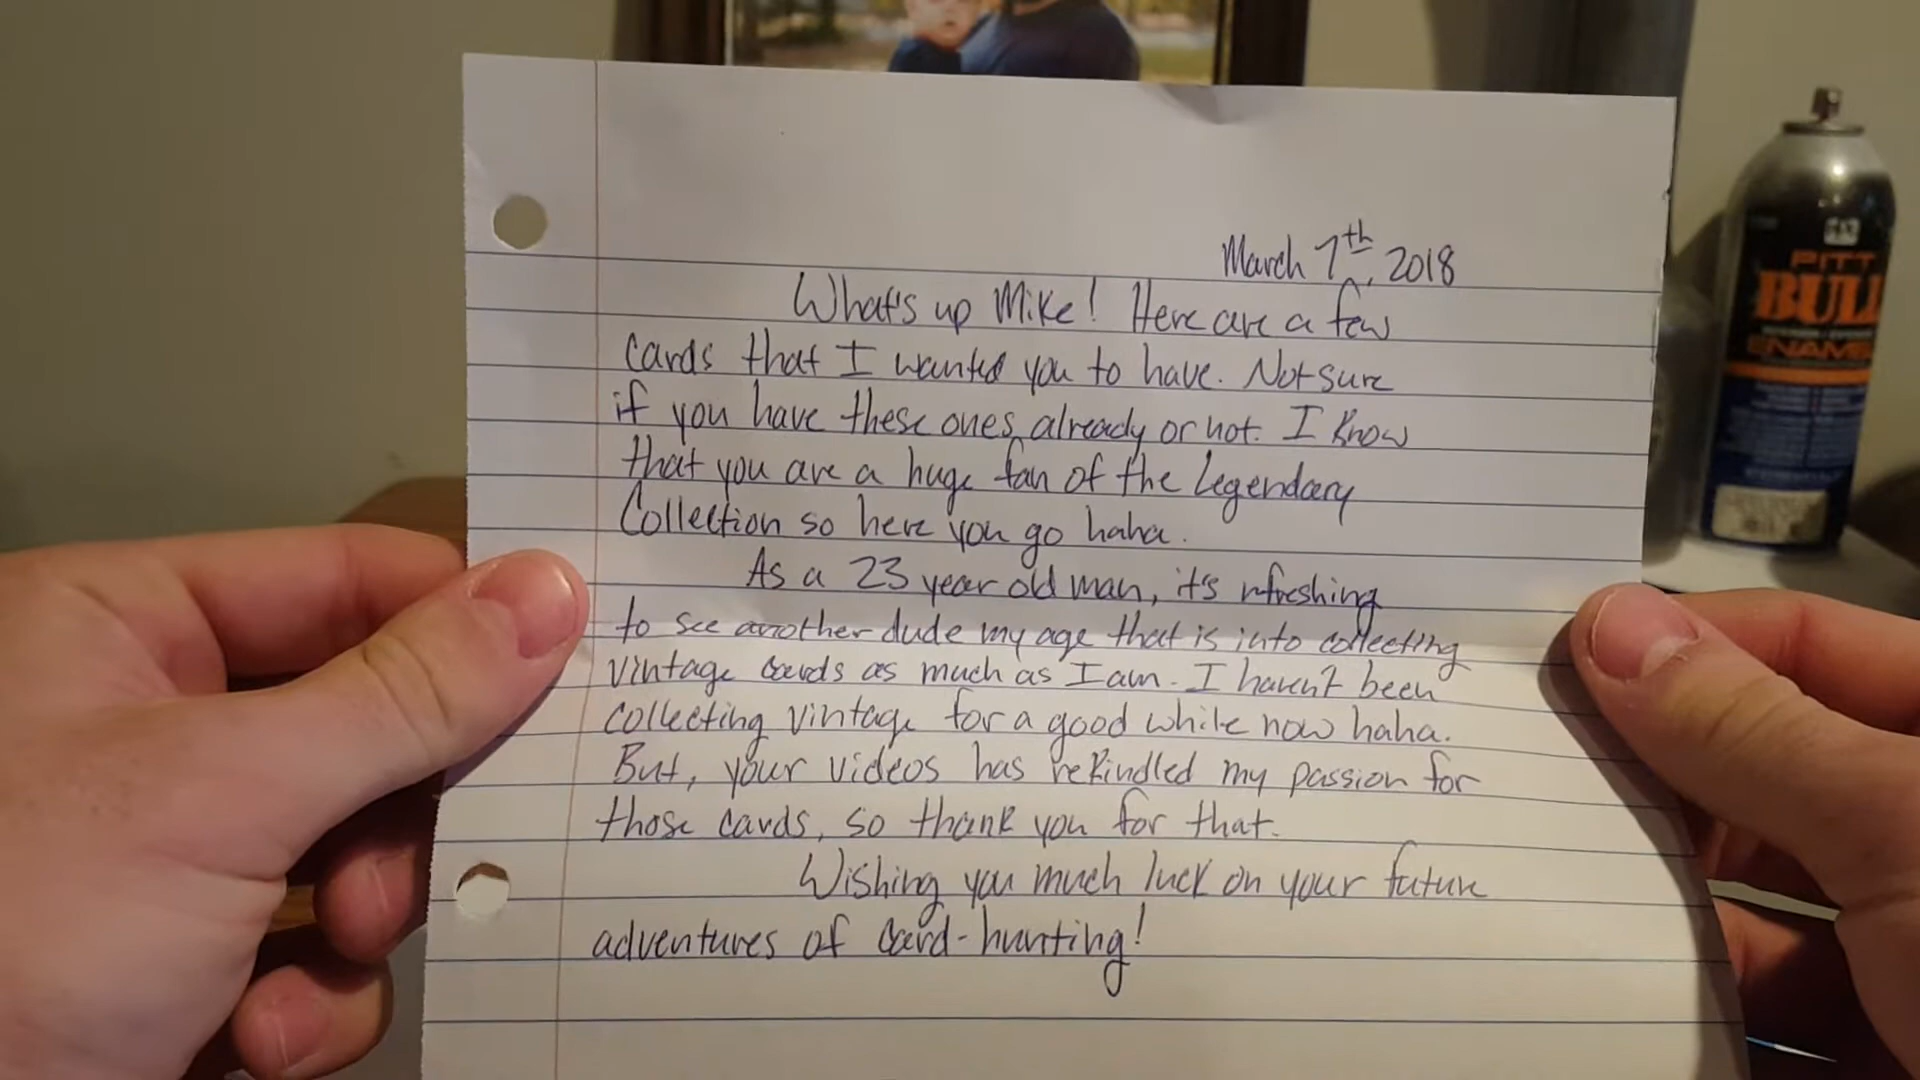 March 7th, 2018
What's up Mike! Here are a few
cards that I wanted you to have. Not sure
if you have these ones, already or not. I know
that you are a huge fan of the Legendary
Collection so here you go haha.
As a 23 year old man, it's refreshing
to see another dude my age that is into collecting
vintage cards as much as I am. I haven't been
collecting vintage for a good while now haha.
But, your videos has rekindled my passion for
those cards, so thank you for that.
Wishing you much luck on your future
adventures of card-hunting!
PITT
BULL
ENAME